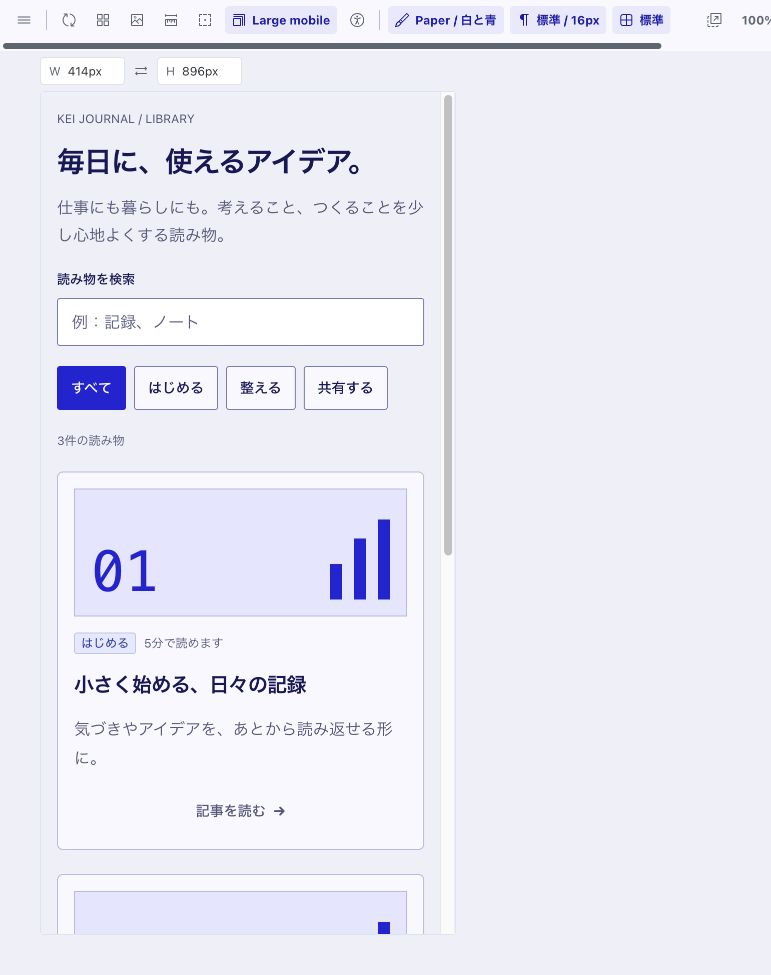 Large mobile
Paper / 白と青
標準 / 16px
標準
100%
W 414px
H 896px
KEI JOURNAL / LIBRARY
毎日に、使えるアイデア。
仕事にも暮らしにも。考えること、つくることを少
し心地よくする読み物。
読み物を検索
例：記録、ノート
すべて
はじめる
整える
共有する
3件の読み物
01
はじめる
5分で読めます
小さく始める、日々の記録
気づきやアイデアを、あとから読み返せる形
に。
記事を読む →